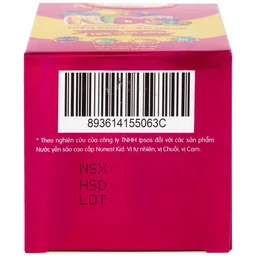 893614155063C
* Theo nghiên cứu của công ty TNHH Ipsos đối với các sản phẩm
Nước yến sào cao cấp Nunest Kid: Vị tự nhiên, vị Chuối, vị Cam.
NSX:
HSD:
LOT: